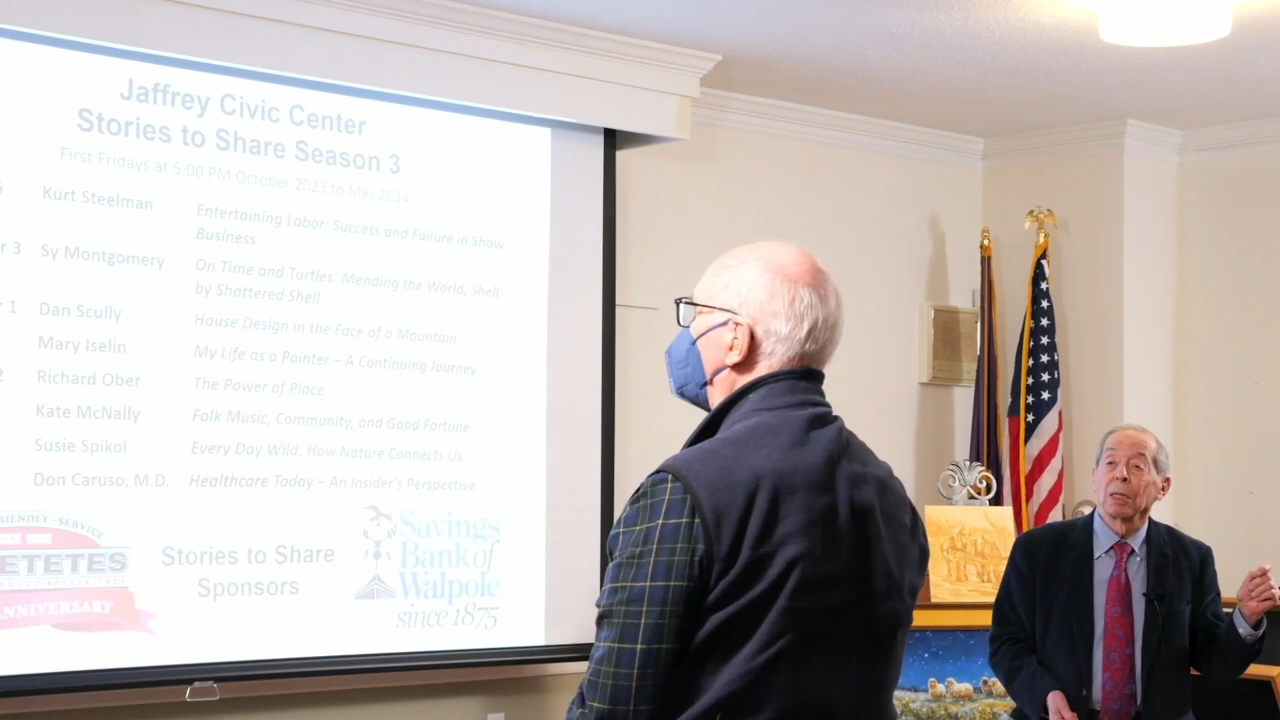 Jaffrey Civic Center
Stories to Share Season 3
First Fridays at 5:00 PM October 2023 to May 2024
Kurt Steelman Entertaining Labor: Success and Failure in Show
Business
r 3 Sy Montgomery On Time and Turtles: Mending the World, Shell
by Shattered Shell
r 1 Dan Scully House Design in the Face of a Mountain
Mary Iselin My Life as a Painter – A Continuing Journey
2 Richard Ober The Power of Place
Kate McNally Folk Music, Community, and Good Fortune
Susie Spikol Every Day Wild: How Nature Connects Us
Don Caruso, M.D. Healthcare Today – An Insider's Perspective
RIENDLY · SERVICE
ETETES
ANNIVERSARY
Stories to Share
Sponsors
Savings
Bank of
Walpole
since 1875